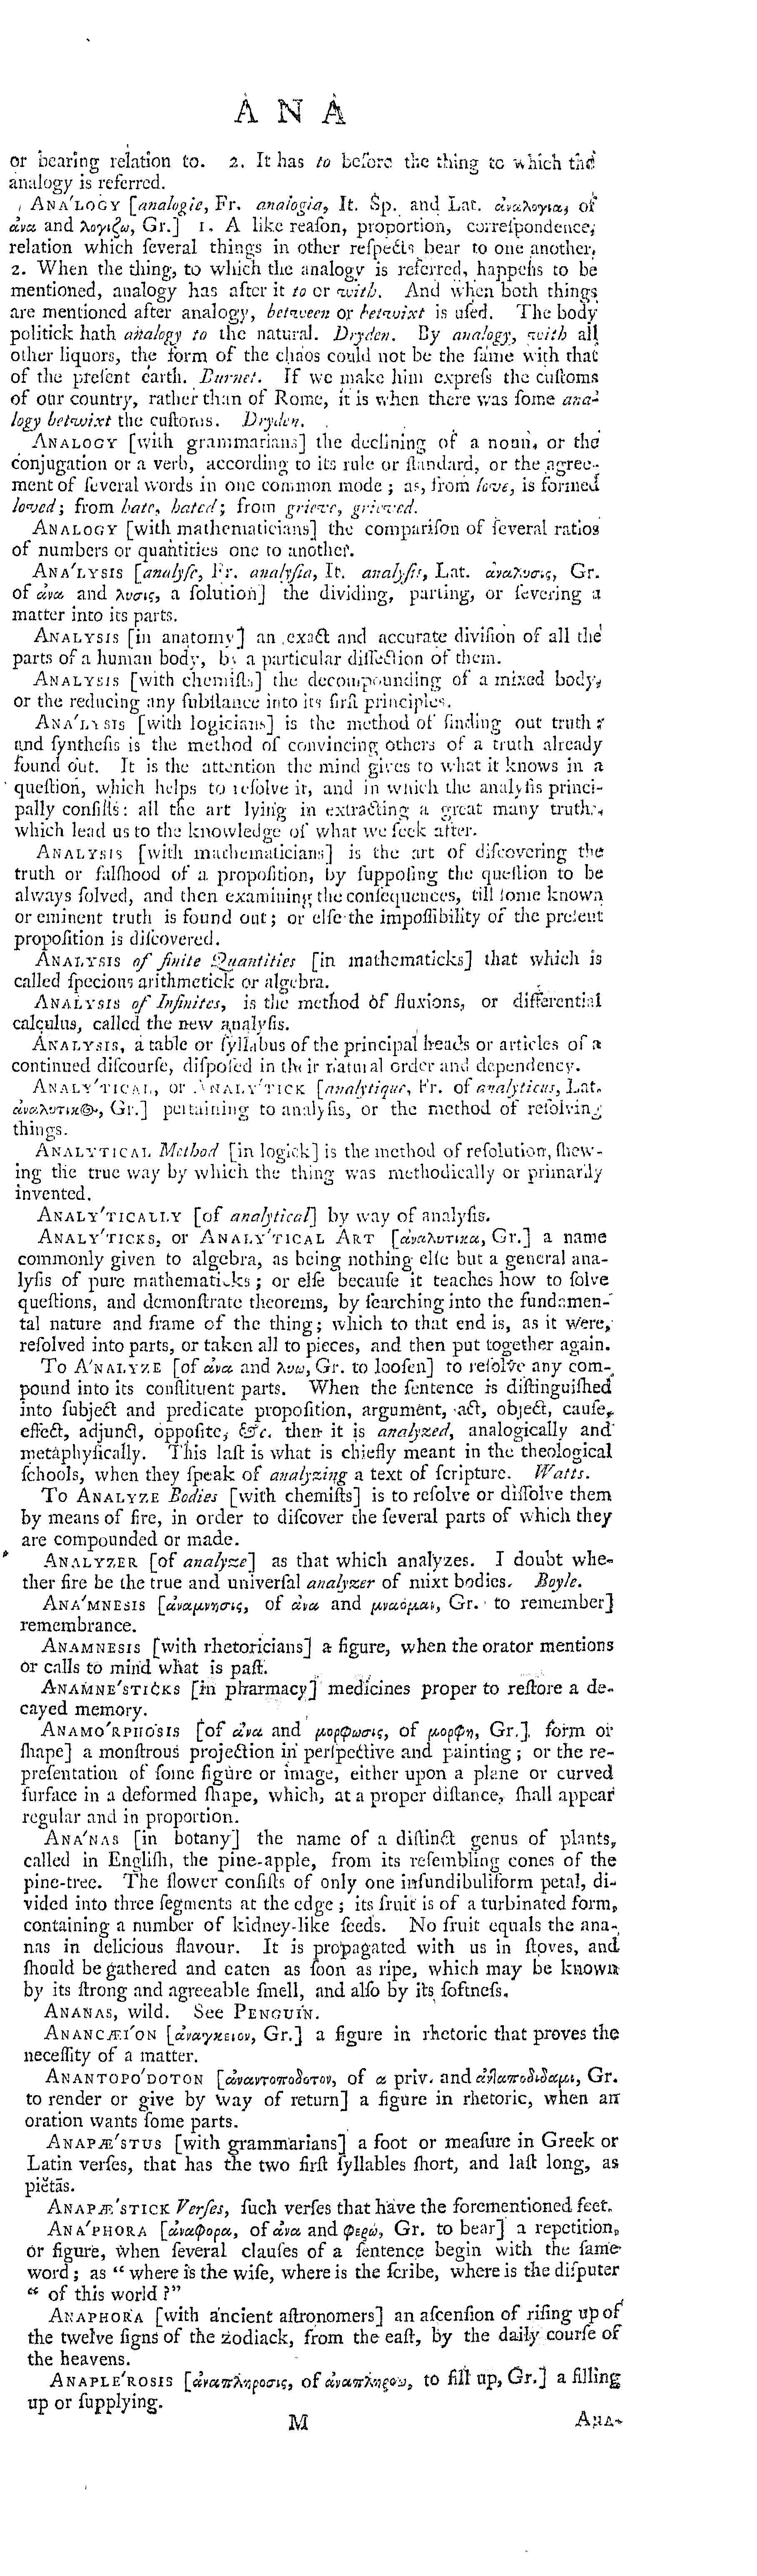 A N A
or bearing relation to. 2. It has to before the thing to which the
analogy is referred.
ANA´LOGY [analogie, Fr. analogia, It. Sp. and Lat. ἀναλογια, of
ἀνα and λογιζω, Gr.] 1. A like reaſon, proportion, correſpondence,
relation which ſeveral things in other reſpects bear to one another.
2. When the thing, to which the analogy is referred, happens to be
mentioned, analogy has after it to or with. And when both things
are mentioned after analogy, between or betwixt is uſed. The body
politick hath analogy to the natural. Dryden. By analogy, with all
other liquors, the form of the chaos could not be the ſame with that
of the preſent earth. Burnet. If we make him expreſs the cuſtoms
of our country, rather than of Rome, it is when there was ſome ana-
logy betwixt the cuſtoms. Dryden.
ANALOGY [with grammarians] the declining of a noun, or the
conjugation or a verb, according to its rule or ſtandard, or the agree-
ment of ſeveral words in one common mode; as, from love, is formed
loved; from hate, hated; from grieve, grieved.
ANALOGY [with mathematicians] the compariſon of ſeveral ratios
of numbers or quantities one to another.
ANA´LYSIS [analyſe, Fr. analyſia, It. analyſis, Lat. ἀναλυσις, Gr.
of ἀνα and λυσις, a ſolution] the dividing, parting, or ſevering a
matter into its parts.
ANALYSIS [in anatomy] an exact and accurate diviſion of all the
parts of a human body, by a particular diſſection of them.
ANALYSIS [with chemiſts] the decompounding of a mixed body,
or the reducing any ſubſtance into its firſt principles.
ANA´LYSIS [with logicians] is the method of finding out truth;
and ſyntheſis is the method of convincing others of a truth already
found out. It is the attention the mind gives to what it knows in a
queſtion, which helps to reſolve it, and in which the analyſis princi-
pally conſiſts: all the art lying in extracting a great many truths,
which lead us to the knowledge of what we ſeek after.
ANALYSIS [with mathematicians] is the art of diſcovering the
truth or falſhood of a propoſition, by ſuppoſing the queſtion to be
always ſolved, and then examining the conſequences, till ſome known
or eminent truth is found out; or elſe the impoſſibility of the preſent
propoſition is diſcovered.
ANALYSIS of finite Quantities [in mathematicks] that which is
called ſpecious arithmetick or algebra.
ANALYSIS of Infinites, is the method of fluxions, or differential
calculus, called the new analyſis.
ANALYSIS, a table or ſyllabus of the principal heads or articles of a
continued diſcourſe, diſpoſed in their natural order and dependency.
ANALY´TICAL, or ANALY´TICK [analytique, Fr. of analyticus, Lat.
ἀναλυτικ&, Gr.] pertaining to analyſis, or the method of reſolving
things.
ANALYTICAL Method [in logick] is the method of reſolution, ſhew-
ing the true way by which the thing was methodically or primarily
invented.
ANALY´TICALLY [of analytical] by way of analyſis.
ANALY´TICKS, or ANALY´TICAL ART [ἀναλυτικα, Gr.] a name
commonly given to algebra, as being nothing elſe but a general ana-
lyſis of pure mathematicks; or elſe becauſe it teaches how to ſolve
queſtions, and demonſtrate theorems, by ſearching into the fundamen-
tal nature and frame of the thing; which to that end is, as it were,
reſolved into parts, or taken all to pieces, and then put together again.
To A´NALYZE [of ἀνα and λυω, Gr. to looſen] to reſolve any com-
pound into its conſtituent parts. When the ſentence is diſtinguiſhed
into ſubject and predicate propoſition, argument, act, object, cauſe,
effect, adjunct, oppoſite, &c. then it is analyzed, analogically and
metaphyſically. This laſt is what is chiefly meant in the theological
ſchools, when they ſpeak of analyzing a text of ſcripture. Watts.
To ANALYZE Bodies [with chemiſts] is to reſolve or diſſolve them
by means of fire, in order to diſcover the ſeveral parts of which they
are compounded or made.
ANALYZER [of analyze] as that which analyzes. I doubt whe-
ther fire be the true and univerſal analyzer of mixt bodies. Boyle.
ANA´MNESIS [ἀναμνησις, of ἀνα and μναομαι, Gr. to remember]
remembrance.
ANAMNESIS [with rhetoricians] a figure, when the orator mentions
or calls to mind what is paſt.
ANAMNE´STICKS [in pharmacy] medicines proper to reſtore a de-
cayed memory.
ANAMO´RPHOSIS [of ἀνα and μορφωσις, of μορφη, Gr.] form or
ſhape] a monſtrous projection in perſpective and painting; or the re-
preſentation of ſome figure or image, either upon a plane or curved
ſurface in a deformed ſhape, which, at a proper diſtance, ſhall appear
regular and in proportion.
ANA´NAS [in botany] the name of a diſtinct genus of plants,
called in Engliſh, the pine-apple, from its reſembling cones of the
pine-tree. The flower conſiſts of only one infundibuliform petal, di-
vided into three ſegments at the edge; its fruit is of a turbinated form,
containing a number of kidney-like ſeeds. No fruit equals the ana-
nas in delicious flavour. It is propagated with us in ſtoves, and
ſhould be gathered and eaten as ſoon as ripe, which may be known
by its ſtrong and agreeable ſmell, and alſo by its ſoftneſs.
ANANAS, wild. See PENGUIN.
ANANCÆI´ON [ἀναγκειον, Gr.] a figure in rhetoric that proves the
neceſſity of a matter.
ANANTOPO´DOTON [ἀνανταποδοτον, of α priv. and ἀνταποδιδαμι, Gr.
to render or give by way of return] a figure in rhetoric, when an
oration wants ſome parts.
ANAPÆ´STUS [with grammarians] a foot or meaſure in Greek or
Latin verſes, that has the two firſt ſyllables ſhort, and laſt long, as
pĭĕtās.
ANAPÆ´STICK Verſes, ſuch verſes that have the forementioned feet.
ANA´PHORA [ἀναφορα, of ἀνα and φερω, Gr. to bear] a repetition,
or figure, when ſeveral clauſes of a ſentence begin with the ſame
word; as “ where is the wiſe, where is the ſcribe, where is the diſputer
“ of this world?”
ANAPHORA [with ancient aſtronomers] an aſcenſion of riſing up of
the twelve ſigns of the zodiack, from the eaſt, by the daily courſe of
the heavens.
ANAPLE´ROSIS [ἀναπληροσις, of ἀναπληροω, to fill up, Gr.] a filling
up or ſupplying.
M ANA-